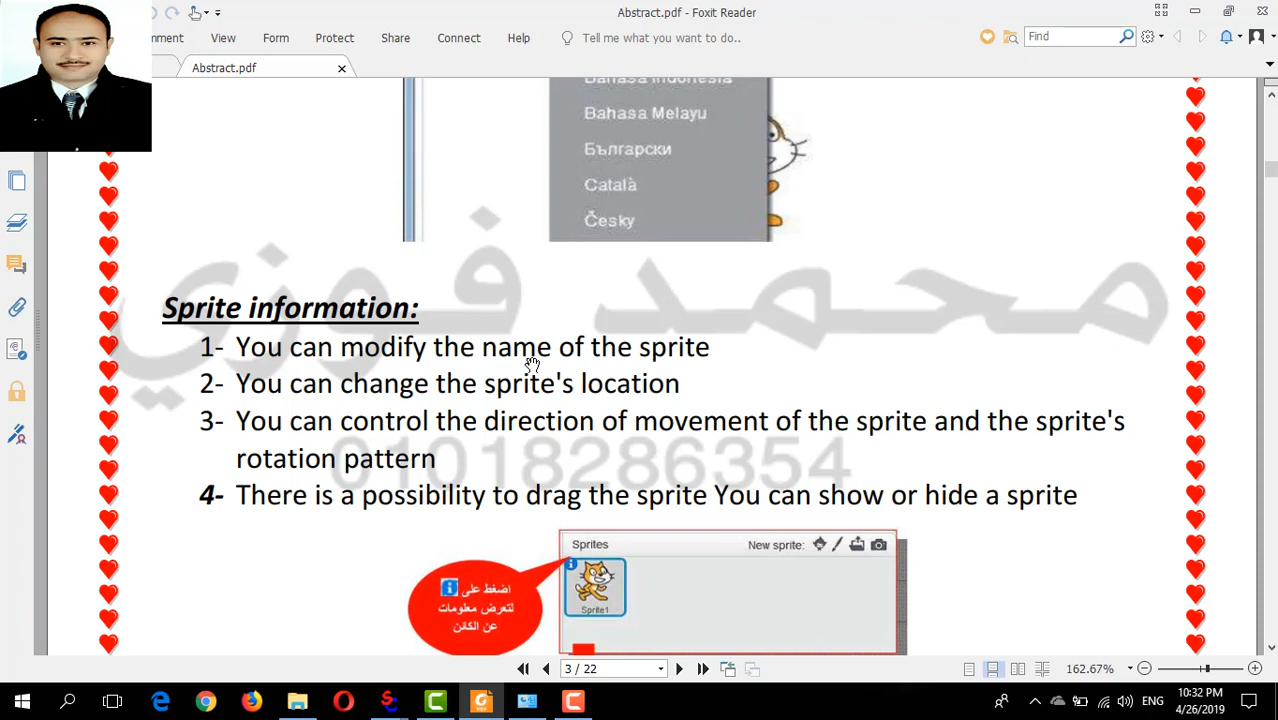 Abstract.pdf - Foxit Reader
mment View Form Protect Share Connect Help Tell me what you want to do.. Find
Abstract.pdf
Bahasa Indonesia
Bahasa Melayu
Български
Català
Česky
محمد فوزي
Sprite information:
1- You can modify the name of the sprite
2- You can change the sprite's location
3- You can control the direction of movement of the sprite and the sprite's
rotation pattern
01018286354
4- There is a possibility to drag the sprite You can show or hide a sprite
Sprites New sprite:
اضغط على i
لتعرض معلومات
عن الكائن
Sprite1
3 / 22 162.67%
ENG 10:32 PM
4/26/2019